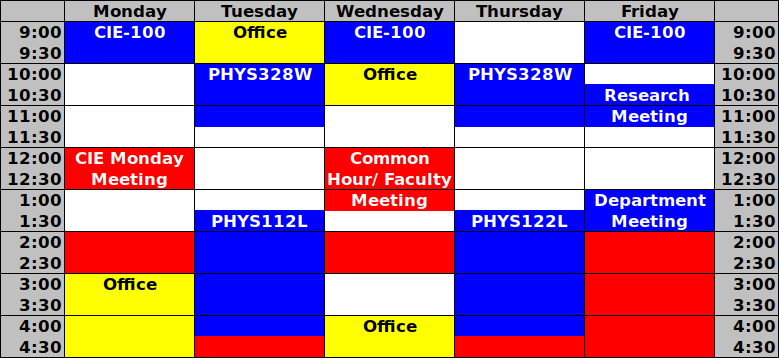 Monday Tuesday Wednesday Thursday Friday
9:00 CIE-100 Office CIE-100 CIE-100 9:00
9:30 9:30
10:00 PHYS328W Office PHYS328W 10:00
10:30 Research 10:30
11:00 Meeting 11:00
11:30 11:30
12:00 CIE Monday Common 12:00
12:30 Meeting Hour/ Faculty 12:30
1:00 Meeting Department 1:00
1:30 PHYS112L PHYS122L Meeting 1:30
2:00 2:00
2:30 2:30
3:00 Office 3:00
3:30 3:30
4:00 Office 4:00
4:30 4:30